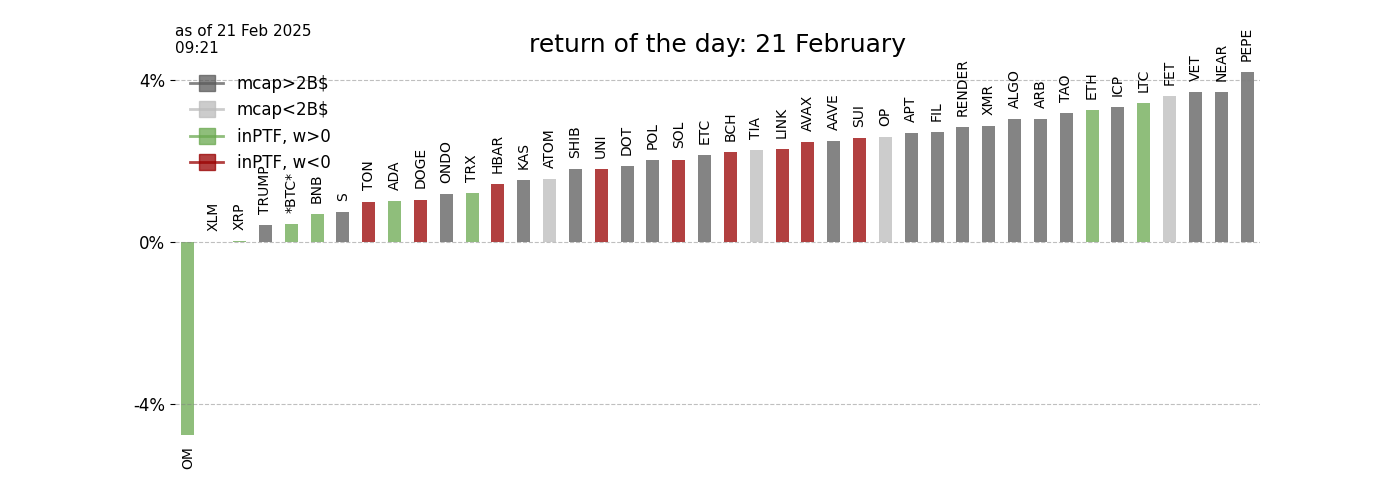 as of 21 Feb 2025
09:21
return of the day: 21 February
mcap>2B$
mcap<2B$
inPTF, w>0
inPTF, w<0
4%
0%
-4%
OM
XLM
XRP
TRUMP
*BTC*
BNB
S
TON
ADA
DOGE
ONDO
TRX
HBAR
KAS
ATOM
SHIB
UNI
DOT
POL
SOL
ETC
BCH
TIA
LINK
AVAX
AAVE
SUI
OP
APT
FIL
RENDER
XMR
ALGO
ARB
TAO
ETH
ICP
LTC
FET
VET
NEAR
PEPE